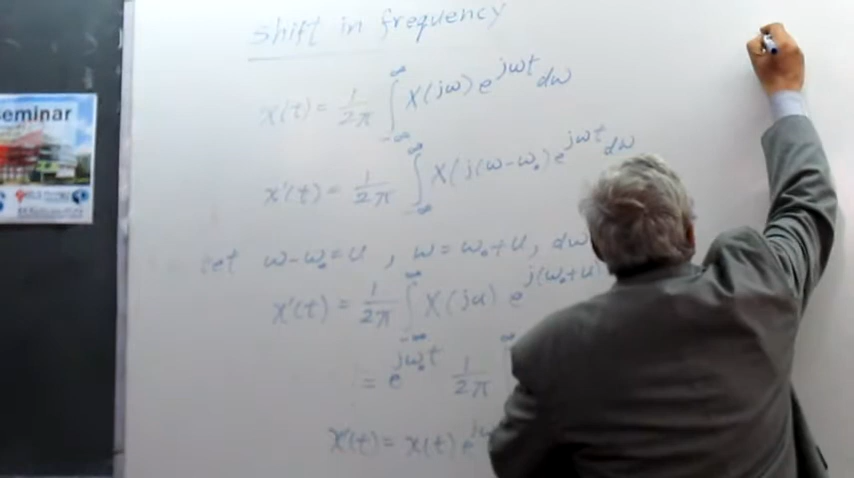 shift in frequency
x(t) = 1/2π ∫_{-∞}^{∞} X(jω) e^{jωt} dω
x'(t) = 1/2π ∫_{-∞}^{∞} X(j(ω-ω₀) e^{jωt} dω
let ω-ω₀=u , ω=ω₀+u, dω
x'(t) = 1/2π ∫_{-∞}^{∞} X(ju) e^{j(ω₀+u)
= e^{jω₀t} 1/2π
x'(t) = x(t) e^{jω
seminar